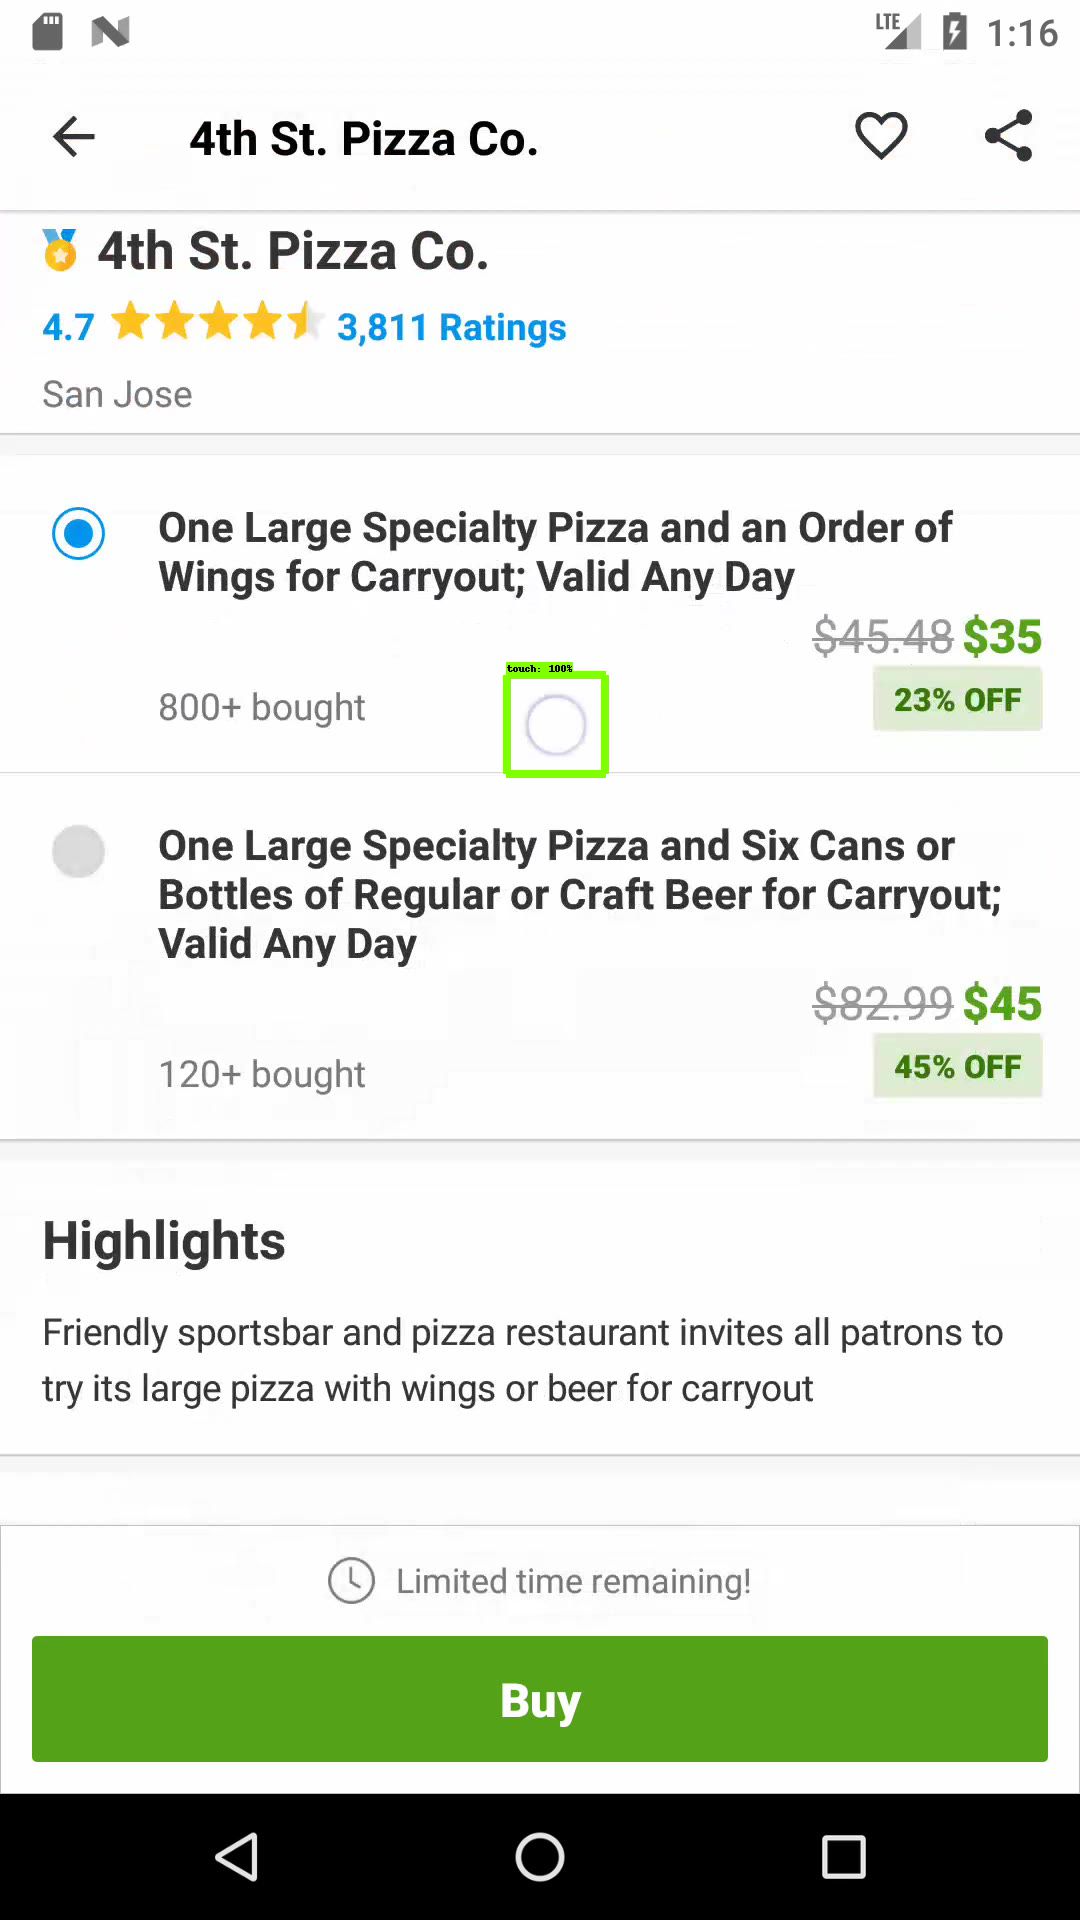 LTE 1:16
4th St. Pizza Co.
4th St. Pizza Co.
4.7 3,811 Ratings
San Jose
One Large Specialty Pizza and an Order of
Wings for Carryout; Valid Any Day
$45.48 $35
touch: 100%
800+ bought
23% OFF
One Large Specialty Pizza and Six Cans or
Bottles of Regular or Craft Beer for Carryout;
Valid Any Day
$82.99 $45
120+ bought
45% OFF
Highlights
Friendly sportsbar and pizza restaurant invites all patrons to
try its large pizza with wings or beer for carryout
Limited time remaining!
Buy